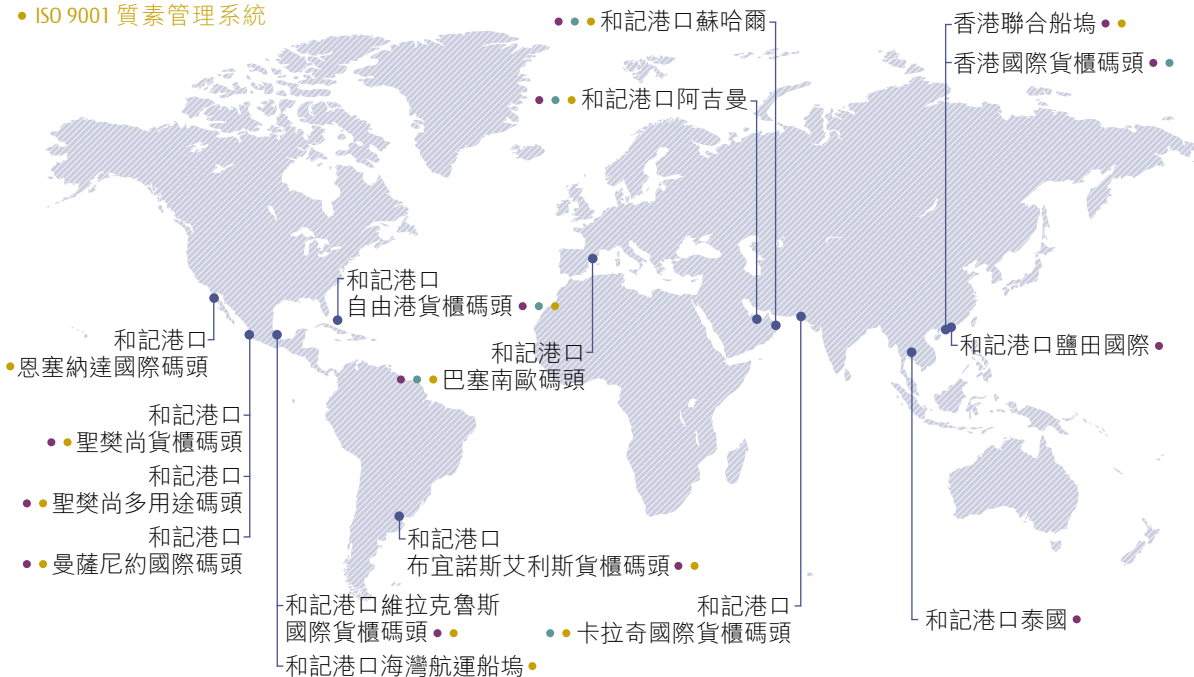 • ISO 9001 質素管理系統
和記港口蘇哈爾
香港聯合船塢
香港國際貨櫃碼頭
和記港口阿吉曼
和記港口
自由港貨櫃碼頭
和記港口
恩塞納達國際碼頭
和記港口
巴塞南歐碼頭
和記港口鹽田國際
和記港口
聖樊尚貨櫃碼頭
和記港口
聖樊尚多用途碼頭
和記港口
曼薩尼約國際碼頭
和記港口
布宜諾斯艾利斯貨櫃碼頭
和記港口維拉克魯斯
國際貨櫃碼頭
和記港口
卡拉奇國際貨櫃碼頭
和記港口泰國
和記港口海灣航運船塢